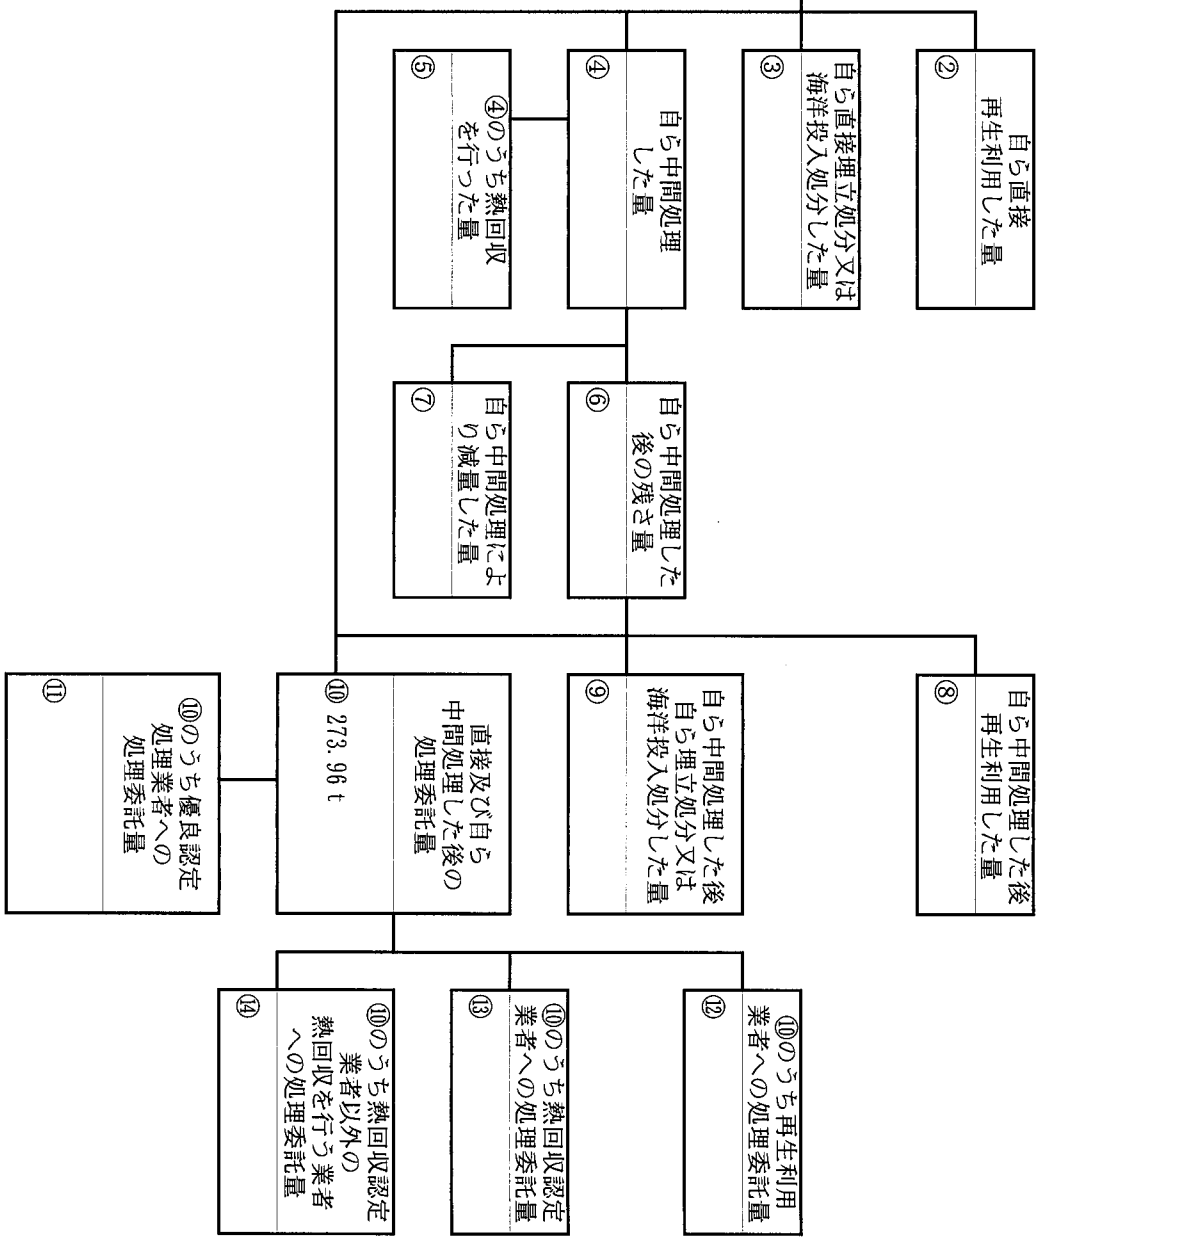 自ら直接
再生利用した量
②
自ら直接埋立処分又は
海洋投入処分した量
③
自ら中間処理
した量
④
④のうち熱回収
を行った量
⑤
自ら中間処理した
後の残さ量
⑥
自ら中間処理によ
り減量した量
⑦
自ら中間処理した後
再生利用した量
⑧
自ら中間処理した後
自ら埋立処分又は
海洋投入処分した量
⑨
直接及び自ら
中間処理した後の
処理委託量
⑩ 273.96 t
⑩のうち優良認定
処理業者への
処理委託量
⑪
⑩のうち再生利用
業者への処理委託量
⑫
⑩のうち熱回収認定
業者への処理委託量
⑬
⑩のうち熱回収認定
業者以外の
熱回収を行う業者
への処理委託量
⑭